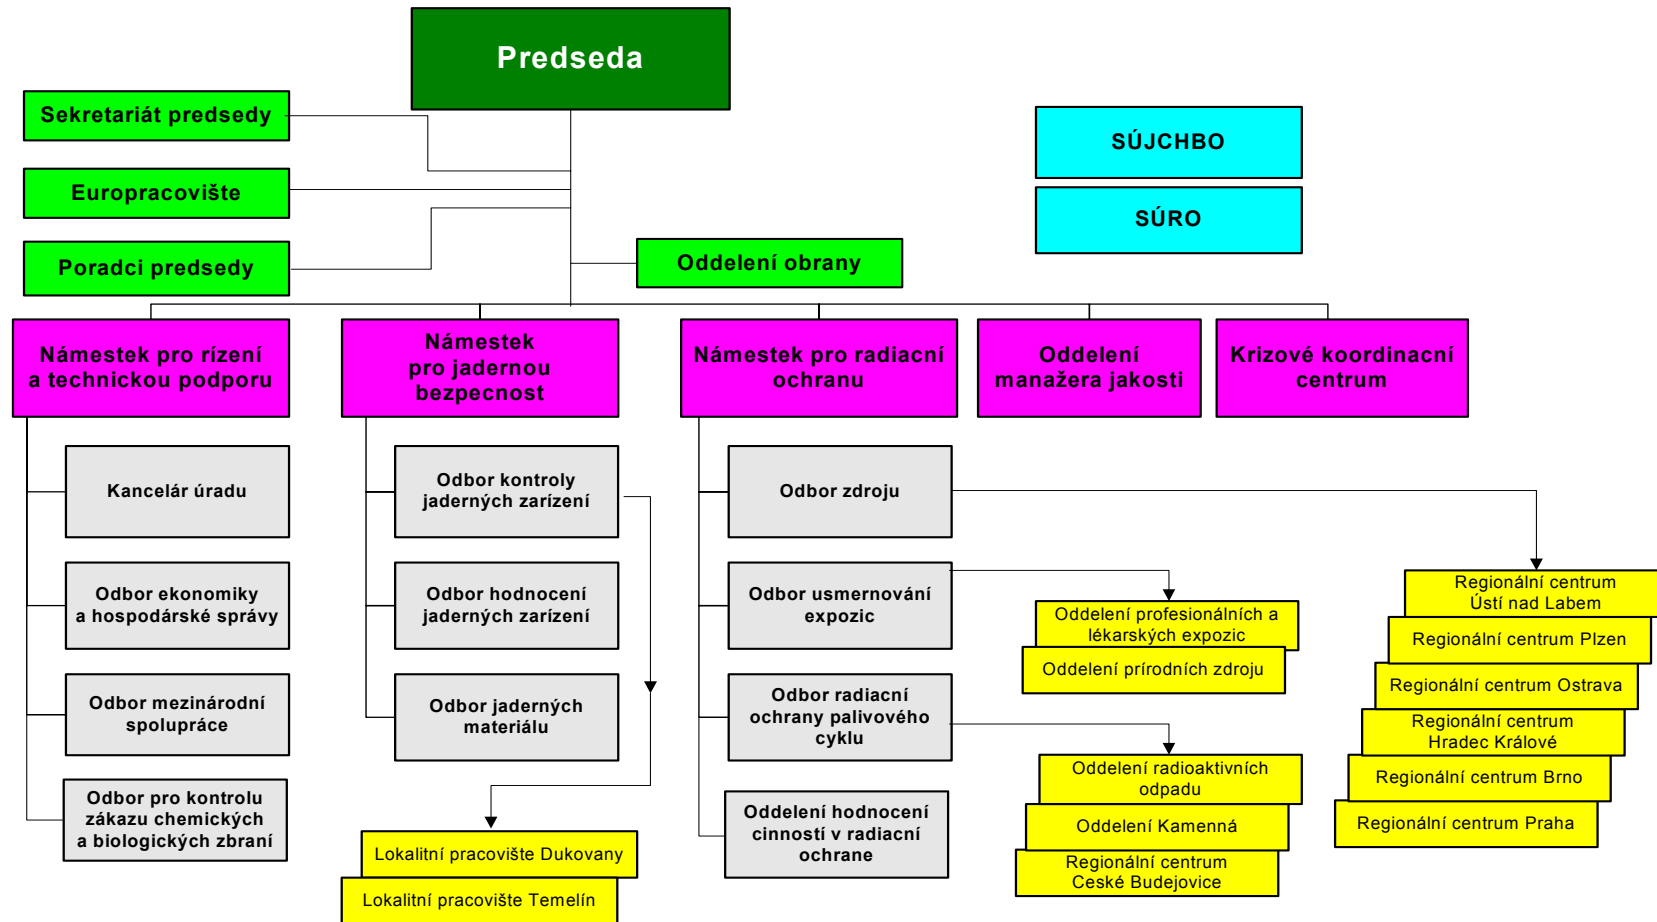 Predseda
Sekretariát predsedy
SÚJCHBO
Europracovište
SÚRO
Poradci predsedy
Oddelení obrany
Námestek pro rízení
a technickou podporu
Námestek
pro jadernou
bezpecnost
Námestek pro radiacní
ochranu
Oddelení
manažera jakosti
Krizové koordinacní
centrum
Kancelár úradu
Odbor kontroly
jaderných zarízení
Odbor zdroju
Odbor ekonomiky
a hospodárské správy
Odbor hodnocení
jaderných zarízení
Odbor usmernování
expozic
Oddelení profesionálních a
lékarských expozic
Oddelení prírodních zdroju
Regionální centrum
Ústí nad Labem
Regionální centrum Plzen
Regionální centrum Ostrava
Regionální centrum
Hradec Králové
Regionální centrum Brno
Regionální centrum Praha
Odbor mezinárodní
spolupráce
Odbor jaderných
materiálu
Odbor radiacní
ochrany palivového
cyklu
Oddelení radioaktivních
odpadu
Oddelení Kamenná
Regionální centrum
Ceské Budejovice
Odbor pro kontrolu
zákazu chemických
a biologických zbraní
Oddelení hodnocení
cinností v radiacní
ochrane
Lokalitní pracovište Dukovany
Lokalitní pracovište Temelín